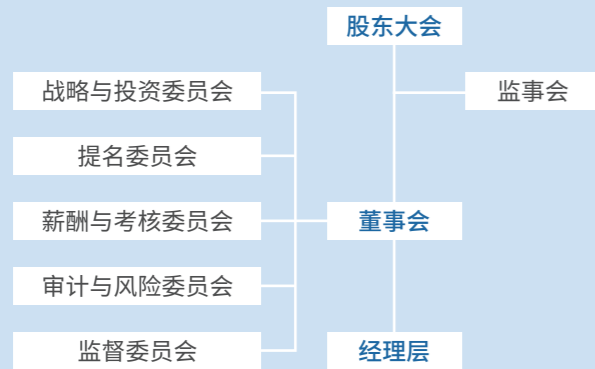 股东大会
战略与投资委员会
监事会
提名委员会
薪酬与考核委员会
董事会
审计与风险委员会
监督委员会
经理层